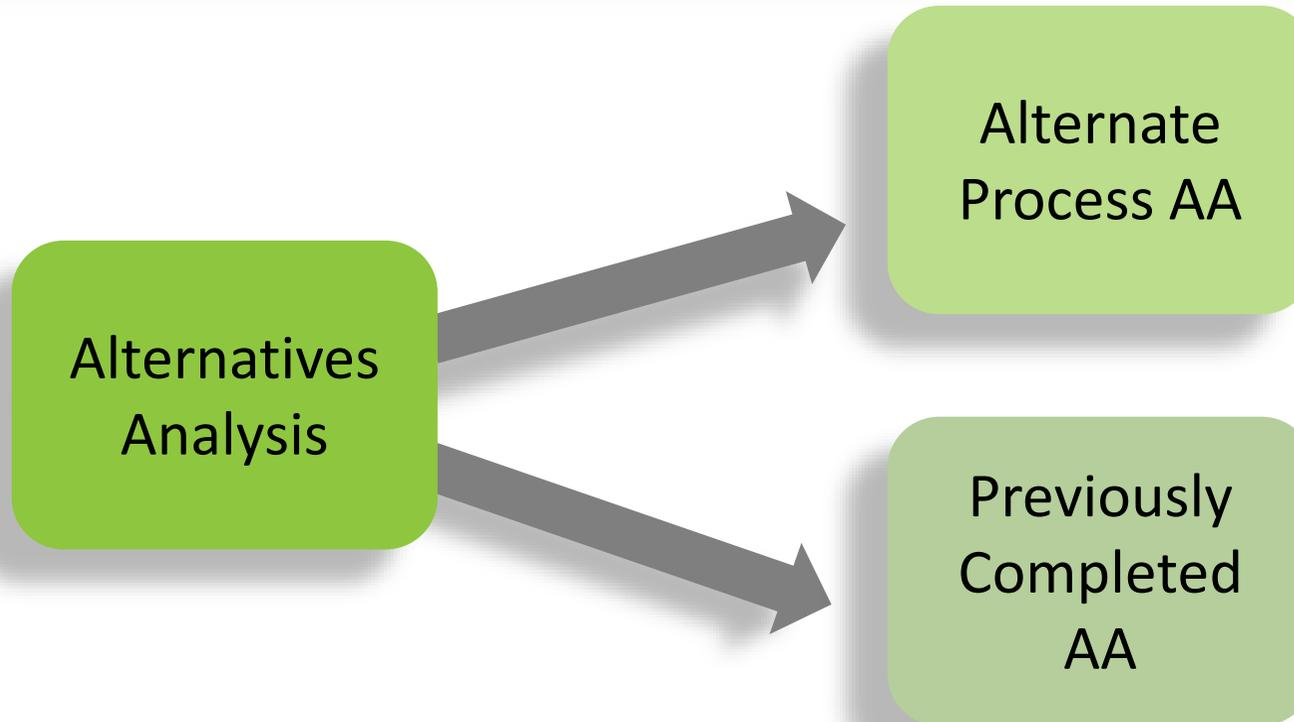 Alternatives
Analysis
Alternate
Process AA
Previously
Completed
AA